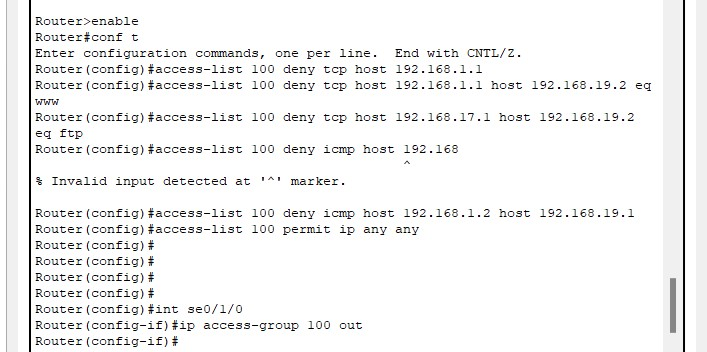 Router>enable
Router#conf t
Enter configuration commands, one per line.  End with CNTL/Z.
Router(config)#access-list 100 deny tcp host 192.168.1.1
Router(config)#access-list 100 deny tcp host 192.168.1.1 host 192.168.19.2 eq
www
Router(config)#access-list 100 deny tcp host 192.168.17.1 host 192.168.19.2
eq ftp
Router(config)#access-list 100 deny icmp host 192.168
^
% Invalid input detected at '^' marker.
Router(config)#access-list 100 deny icmp host 192.168.1.2 host 192.168.19.1
Router(config)#access-list 100 permit ip any any
Router(config)#
Router(config)#
Router(config)#
Router(config)#
Router(config)#int se0/1/0
Router(config-if)#ip access-group 100 out
Router(config-if)#